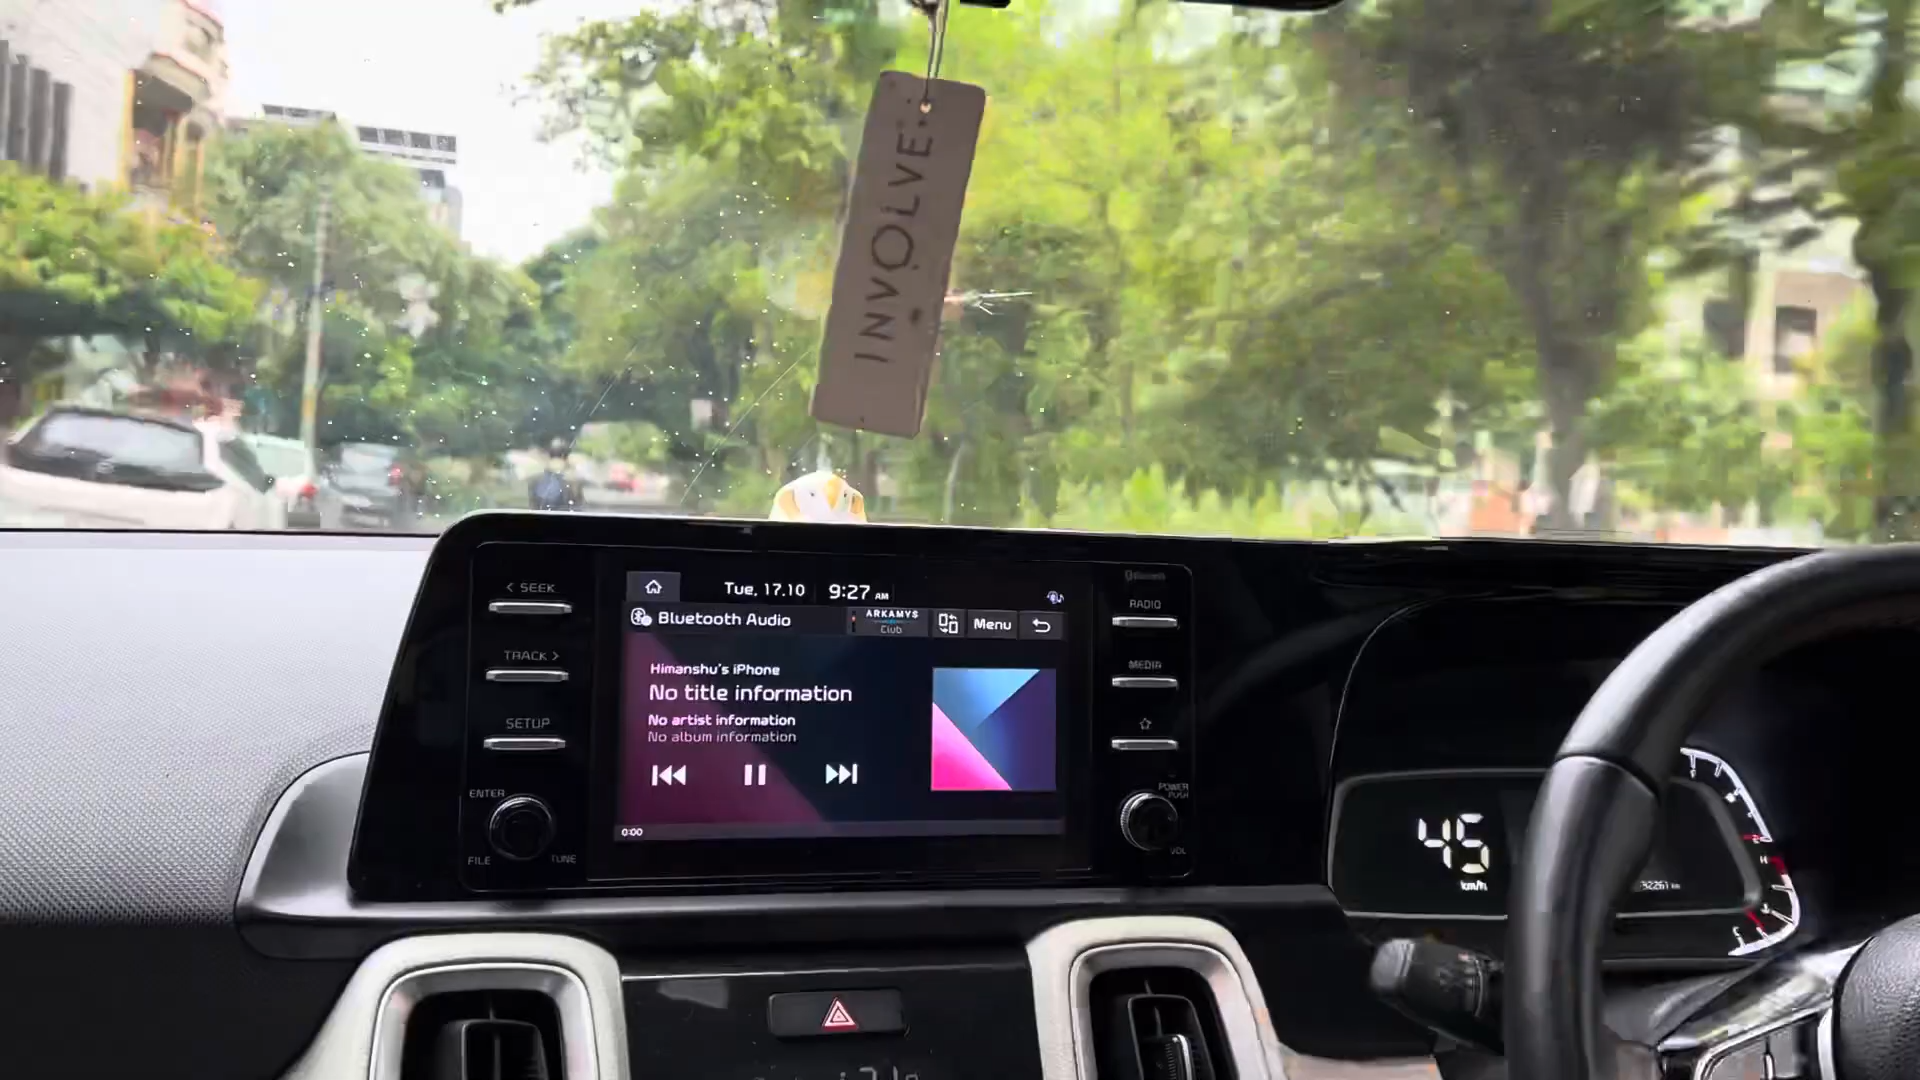 INVOLVE
< SEEK
TRACK >
SETUP
ENTER
FILE
TUNE
Tue, 17.10
9:27 AM
Bluetooth Audio
ARKAMYS
Club
Menu
Himanshu's iPhone
No title information
No artist information
No album information
0:00
RADIO
MEDIA
POWER
PUSH
VOL
45
km/h
F
H
C